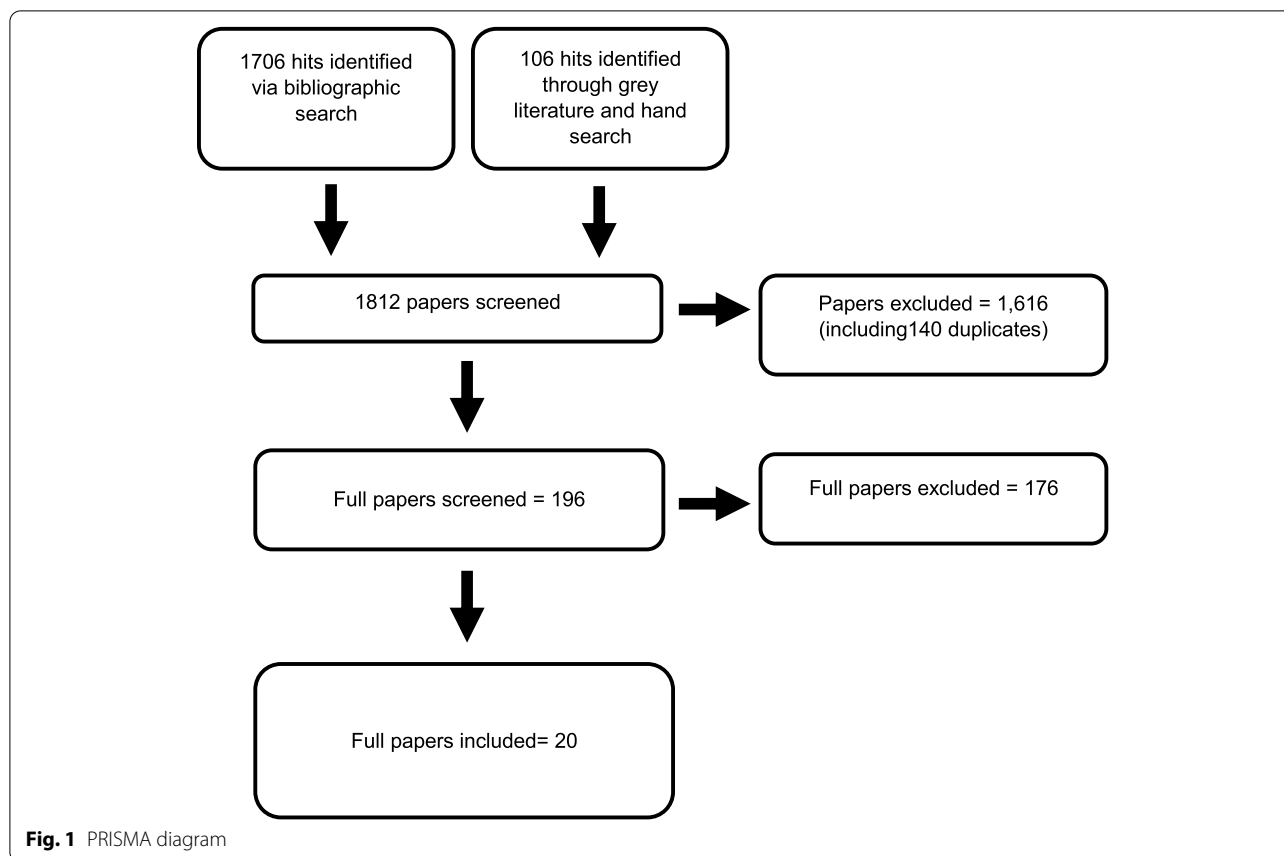 1706 hits identified
via bibliographic
search
106 hits identified
through grey
literature and hand
search
1812 papers screened
Papers excluded = 1,616
(including140 duplicates)
Full papers screened = 196
Full papers excluded = 176
Full papers included= 20
Fig. 1 PRISMA diagram